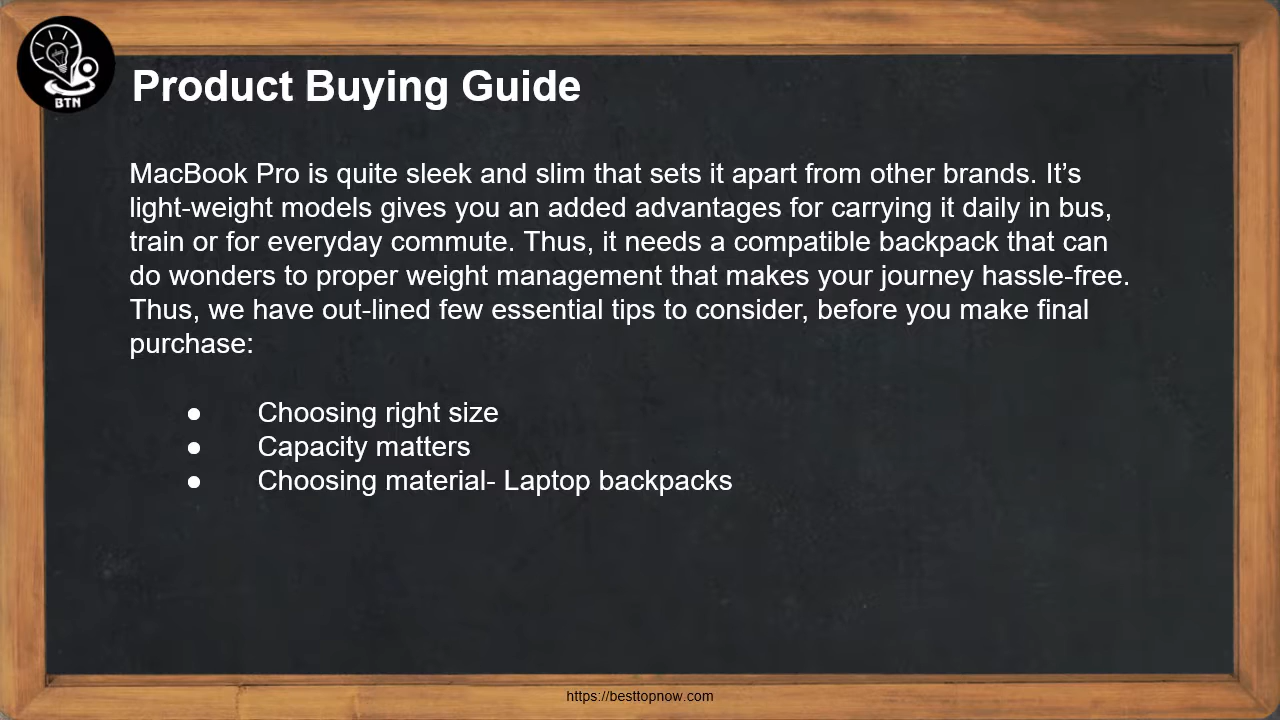 BTN
Product Buying Guide
MacBook Pro is quite sleek and slim that sets it apart from other brands. It’s
light-weight models gives you an added advantages for carrying it daily in bus,
train or for everyday commute. Thus, it needs a compatible backpack that can
do wonders to proper weight management that makes your journey hassle-free.
Thus, we have out-lined few essential tips to consider, before you make final
purchase:
● Choosing right size
● Capacity matters
● Choosing material- Laptop backpacks
https://besttopnow.com